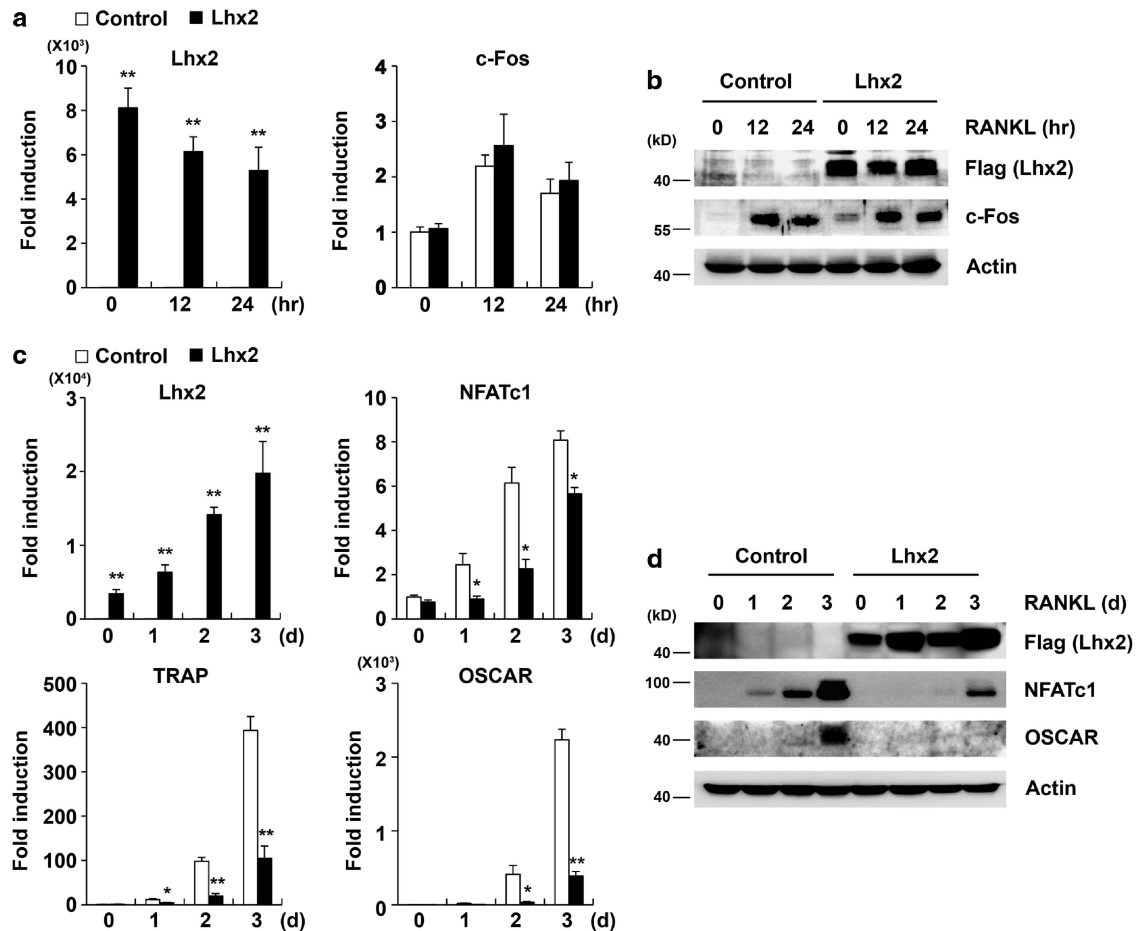 a
Control Lhx2
(X10³)
Lhx2
Fold induction
10
8
6
4
2
0
** ** **
0 12 24 (hr)
c-Fos
Fold induction
4
3
2
1
0
0 12 24 (hr)
b
Control Lhx2
(kD) 0 12 24 0 12 24 RANKL (hr)
40 Flag (Lhx2)
55 c-Fos
40 Actin
c
Control Lhx2
(X10⁴)
Lhx2
Fold induction
3
2
1
0
** ** ** **
0 1 2 3 (d)
NFATc1
Fold induction
10
8
6
4
2
0
* * *
0 1 2 3 (d)
TRAP
Fold induction
500
400
300
200
100
0
* ** **
0 1 2 3 (d)
(X10³)
OSCAR
Fold induction
3
2
1
0
* **
0 1 2 3 (d)
d
Control Lhx2
(kD) 0 1 2 3 0 1 2 3 RANKL (d)
40 Flag (Lhx2)
100 NFATc1
40 OSCAR
40 Actin